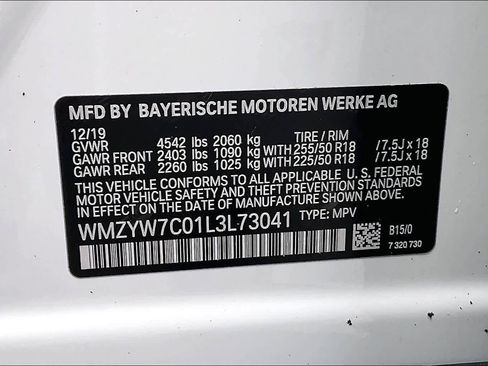 MFD BY BAYERISCHE MOTOREN WERKE AG
12/19 TIRE / RIM
GVWR 4542 lbs 2060 kg
GAWR FRONT 2403 lbs 1090 kg WITH 255/50 R18 / 7.5J x 18
GAWR REAR 2260 lbs 1025 kg WITH 225/50 R18 / 7.5J x 18
THIS VEHICLE CONFORMS TO ALL APPLICABLE U.S. FEDERAL
MOTOR VEHICLE SAFETY AND THEFT PREVENTION STANDARDS
IN EFFECT ON THE DATE OF MANUFACTURE SHOWN ABOVE.
WMZYW7C01L3L73041 TYPE: MPV
B15/0
7 320 730